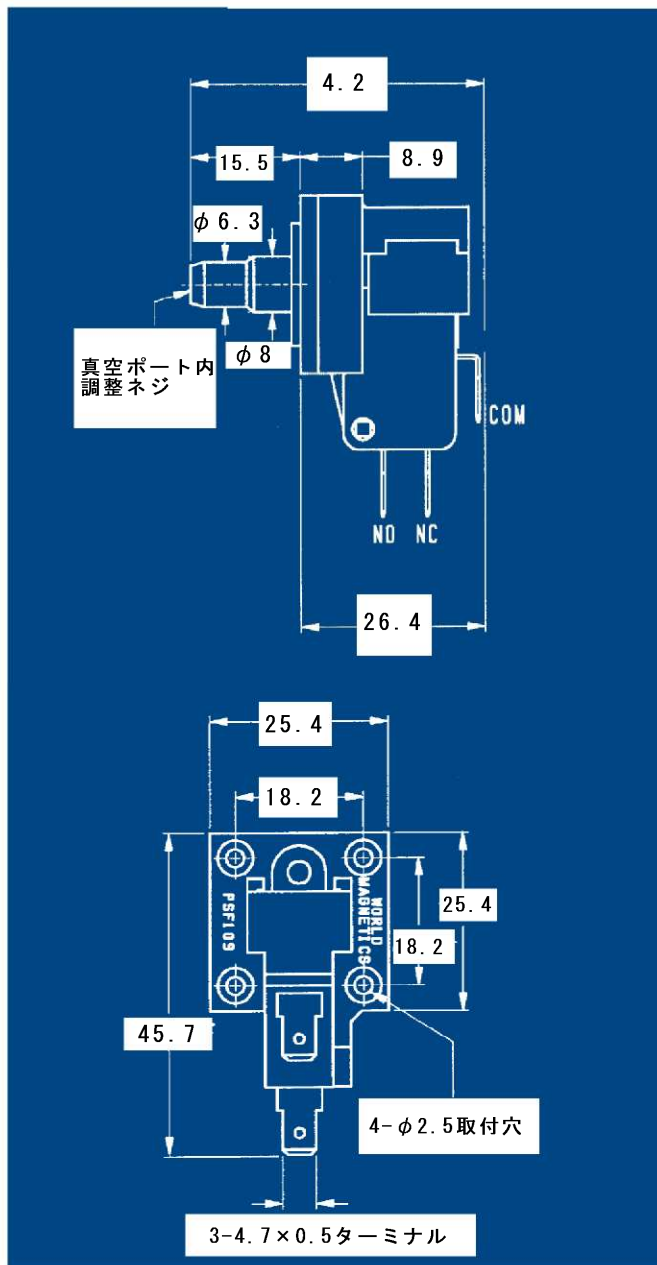 4.2
15.5
8.9
φ6.3
φ8
真空ポート内
調整ネジ
COM
NO NC
26.4
25.4
18.2
PSF109
WORLD
MAGNETICS
25.4
18.2
45.7
4-φ2.5取付穴
3-4.7×0.5ターミナル